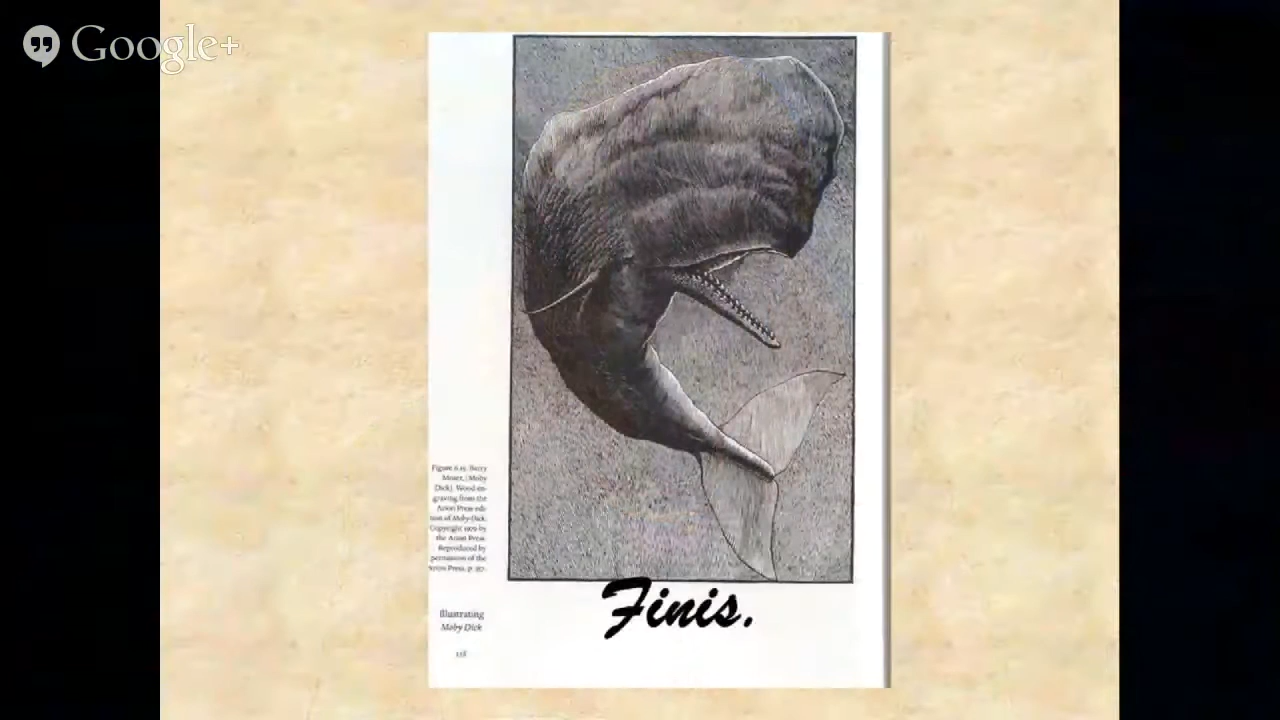 Google+
Figure 6.15. Barry
Moser, [Moby
Dick]. Wood en-
graving from the
Arion Press edi-
tion of Moby-Dick.
Copyright 1979 by
the Arion Press.
Reproduced by
permission of the
Arion Press, p.
Finis.
Illustrating
Moby Dick
158